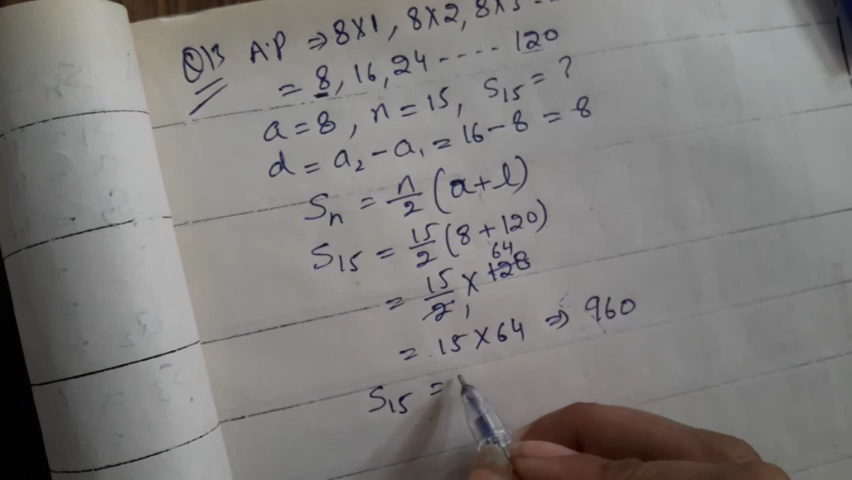 Q13 A.P ⇒ 8×1, 8×2, 8×3 --
= 8, 16, 24 ---- 120
a = 8, n = 15, S₁₅ = ?
d = a₂ - a₁ = 16 - 8 = 8
Sₙ = n/2 (a + l)
S₁₅ = 15/2 (8 + 120)
= 15/2 × 128 64 1
= 15 × 64 ⇒ 960
S₁₅ =